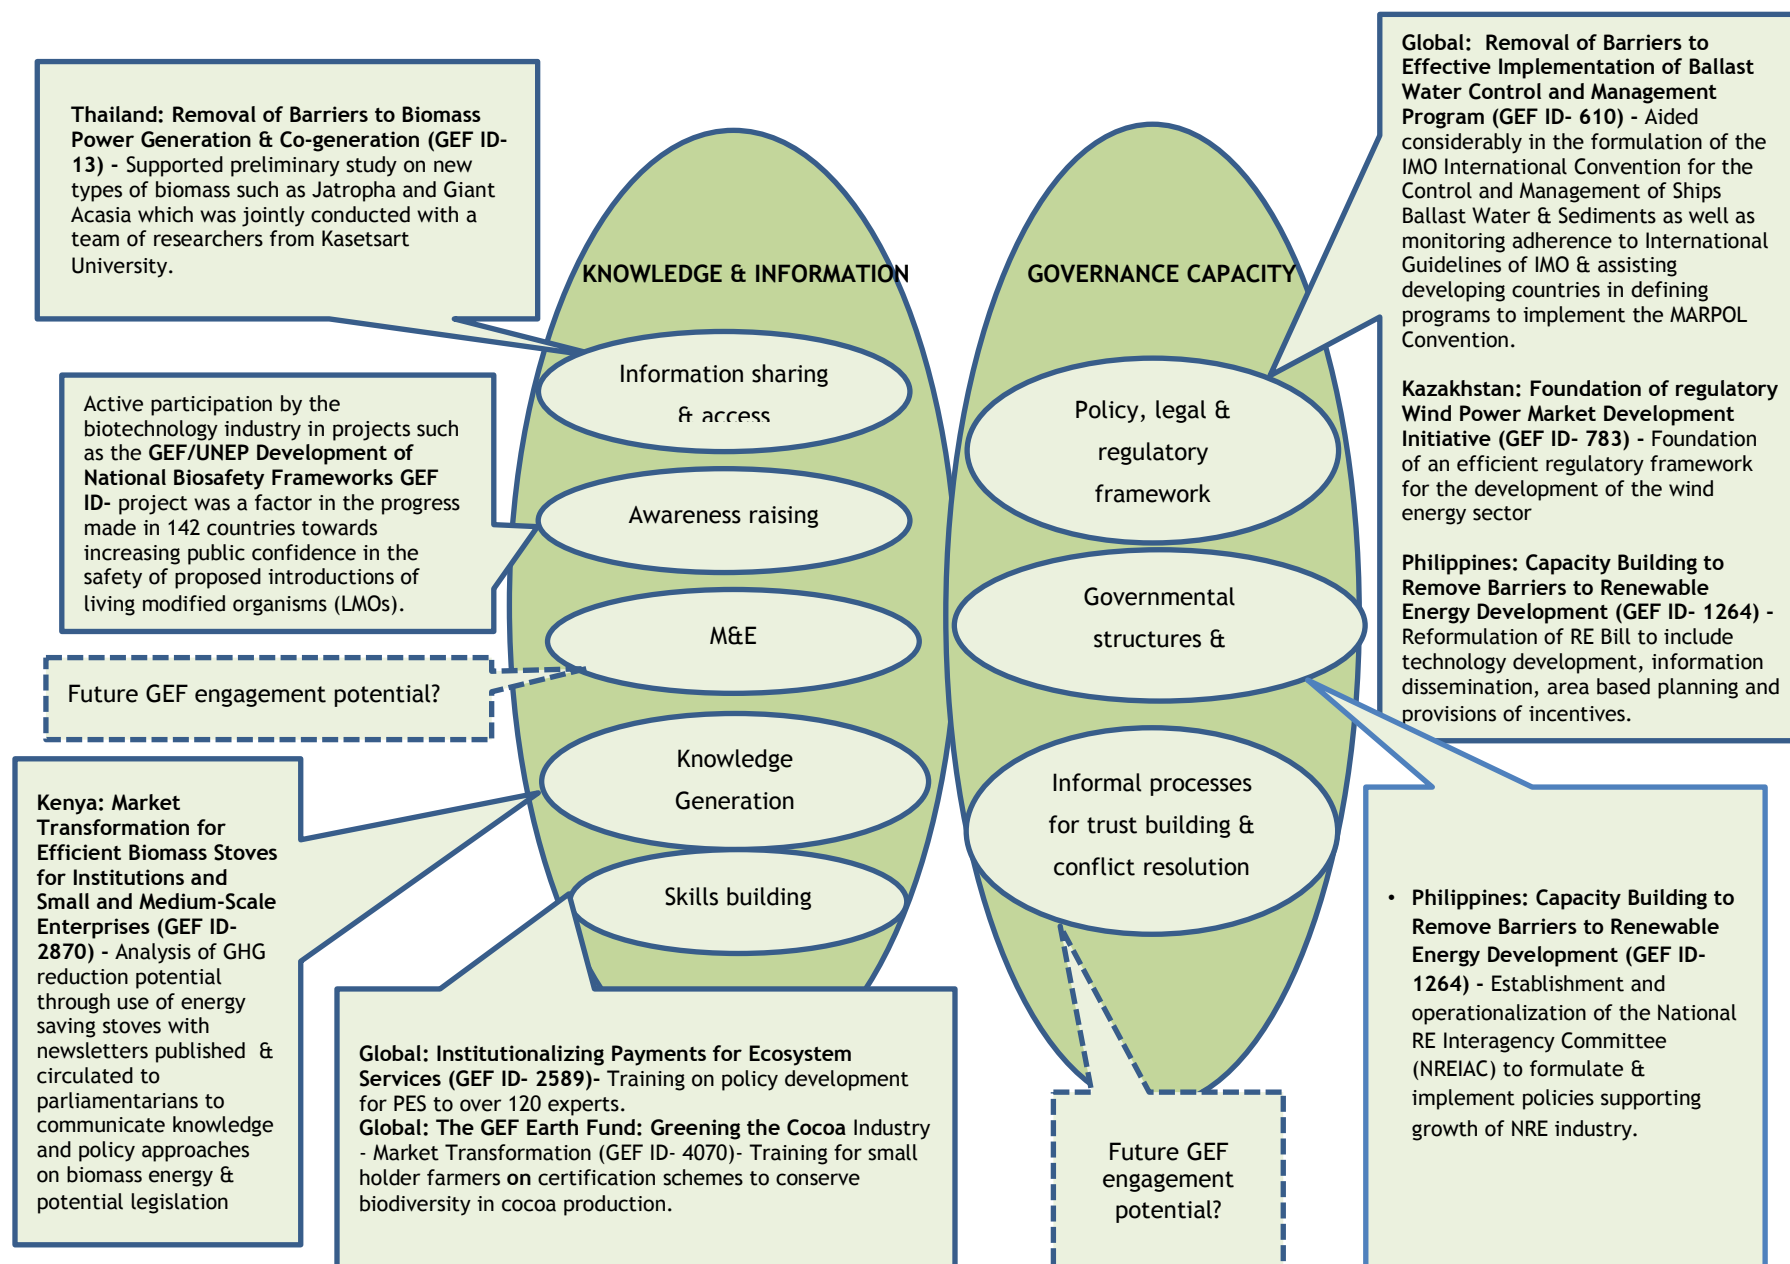 Thailand: Removal of Barriers to Biomass
Power Generation & Co-generation (GEF ID-
13) - Supported preliminary study on new
types of biomass such as Jatropha and Giant
Acasia which was jointly conducted with a
team of researchers from Kasetsart
University.
Active participation by the
biotechnology industry in projects such
as the GEF/UNEP Development of
National Biosafety Frameworks GEF
ID- project was a factor in the progress
made in 142 countries towards
increasing public confidence in the
safety of proposed introductions of
living modified organisms (LMOs).
Future GEF engagement potential?
Kenya: Market
Transformation for
Efficient Biomass Stoves
for Institutions and
Small and Medium-Scale
Enterprises (GEF ID-
2870) - Analysis of GHG
reduction potential
through use of energy
saving stoves with
newsletters published &
circulated to
parliamentarians to
communicate knowledge
and policy approaches
on biomass energy &
potential legislation
KNOWLEDGE & INFORMATION
Information sharing
& access
Awareness raising
M&E
Knowledge
Generation
Skills building
Global: Institutionalizing Payments for Ecosystem
Services (GEF ID- 2589)- Training on policy development
for PES to over 120 experts.
Global: The GEF Earth Fund: Greening the Cocoa Industry
- Market Transformation (GEF ID- 4070)- Training for small
holder farmers on certification schemes to conserve
biodiversity in cocoa production.
GOVERNANCE CAPACITY
Policy, legal &
regulatory
framework
Governmental
structures &
Informal processes
for trust building &
conflict resolution
Future GEF
engagement
potential?
Global: Removal of Barriers to
Effective Implementation of Ballast
Water Control and Management
Program (GEF ID- 610) - Aided
considerably in the formulation of the
IMO International Convention for the
Control and Management of Ships
Ballast Water & Sediments as well as
monitoring adherence to International
Guidelines of IMO & assisting
developing countries in defining
programs to implement the MARPOL
Convention.
Kazakhstan: Foundation of regulatory
Wind Power Market Development
Initiative (GEF ID- 783) - Foundation
of an efficient regulatory framework
for the development of the wind
energy sector
Philippines: Capacity Building to
Remove Barriers to Renewable
Energy Development (GEF ID- 1264) -
Reformulation of RE Bill to include
technology development, information
dissemination, area based planning and
provisions of incentives.
• Philippines: Capacity Building to
Remove Barriers to Renewable
Energy Development (GEF ID-
1264) - Establishment and
operationalization of the National
RE Interagency Committee
(NREIAC) to formulate &
implement policies supporting
growth of NRE industry.